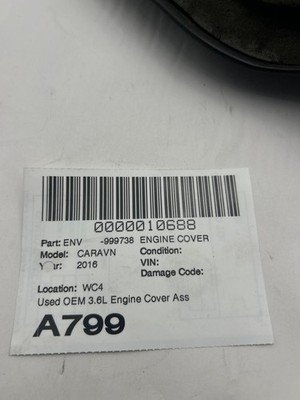 0000010688
Part: ENV -999738 ENGINE COVER
Model: CARAVN Condition:
Year: 2016 VIN:
Damage Code:
Location: WC4
Used OEM 3.6L Engine Cover Ass
A799